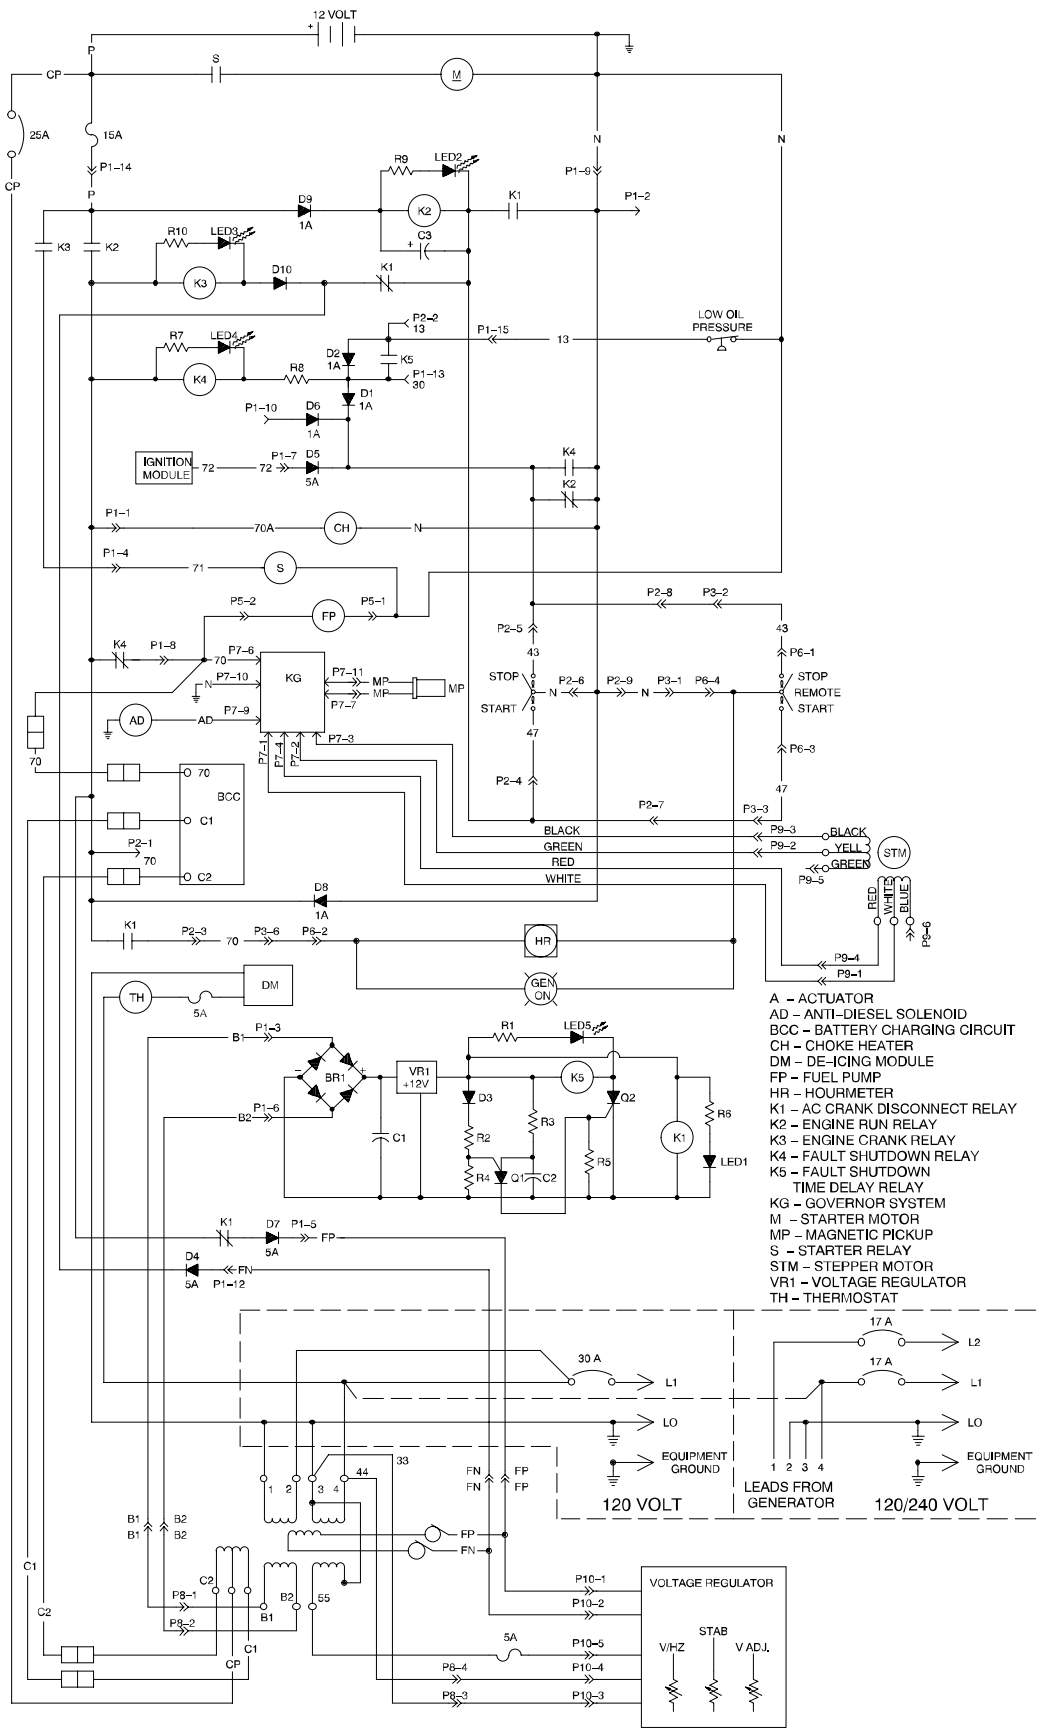 12 VOLT
+
P
S
CP
M
25A
15A
N
N
P1–14
P1–9
CP
P
R9
LED2
P1–2
D9
K1
K2
1A
C3
+
K3
K2
R10
LED3
K1
D10
K3
P2–2
13
P1–15
13
LOW OIL
PRESSURE
R7
LED4
D2
1A
K5
R8
P1–13
30
K4
D1
1A
P1–10
D6
1A
IGNITION
MODULE
72
72
P1–7
D5
5A
K4
K2
P1–1
70A
CH
N
P1–4
71
S
P5–2
P5–1
FP
P2–8
P3–2
P2–5
43
43
K4
P1–8
70
P7–6
P6–1
KG
P7–11
MP
MP
MP
P7–7
N
P7–10
STOP
START
N
P2–6
P2–9
N
P3–1
P6–4
STOP
REMOTE
START
AD
AD
P7–9
47
P7–1
P7–4
P7–2
P7–3
P6–3
70
70
BCC
P2–4
47
C1
P2–7
P3–3
BLACK
P9–3
BLACK
P2–1
70
GREEN
P9–2
YELL
STM
RED
P9–5
GREEN
C2
WHITE
RED
WHITE
BLUE
D8
1A
K1
P2–3
70
P3–6
P6–2
HR
P9–6
P9–4
P9–1
TH
5A
DM
GEN
ON
A – ACTUATOR
AD – ANTI–DIESEL SOLENOID
BCC – BATTERY CHARGING CIRCUIT
CH – CHOKE HEATER
DM – DE–ICING MODULE
FP – FUEL PUMP
HR – HOURMETER
K1 – AC CRANK DISCONNECT RELAY
K2 – ENGINE RUN RELAY
K3 – ENGINE CRANK RELAY
K4 – FAULT SHUTDOWN RELAY
K5 – FAULT SHUTDOWN
TIME DELAY RELAY
KG – GOVERNOR SYSTEM
M – STARTER MOTOR
MP – MAGNETIC PICKUP
S – STARTER RELAY
STM – STEPPER MOTOR
VR1 – VOLTAGE REGULATOR
TH – THERMOSTAT
B1
P1–3
R1
LED5
–
BR1
+
VR1
+12V
K5
D3
Q2
B2
P1–6
R6
C1
R2
R3
K1
R4
Q1
C2
R5
LED1
K1
D7
5A
P1–5
FP
D4
5A
P1–12
FN
17 A
L2
30 A
17 A
L1
L1
LO
LO
33
EQUIPMENT
GROUND
1 2 3 4
EQUIPMENT
GROUND
FN
FP
FN
FP
1 2 3 4
44
LEADS FROM
GENERATOR
120 VOLT
120/240 VOLT
B1
B2
B1
B2
FP
FN
C1
C2
C2
P8–1
B1
B2
55
P10–1
VOLTAGE REGULATOR
P8–2
P10–2
CP
C1
5A
P10–5
V/HZ
STAB
V ADJ.
P8–4
P10–4
P8–3
P10–3